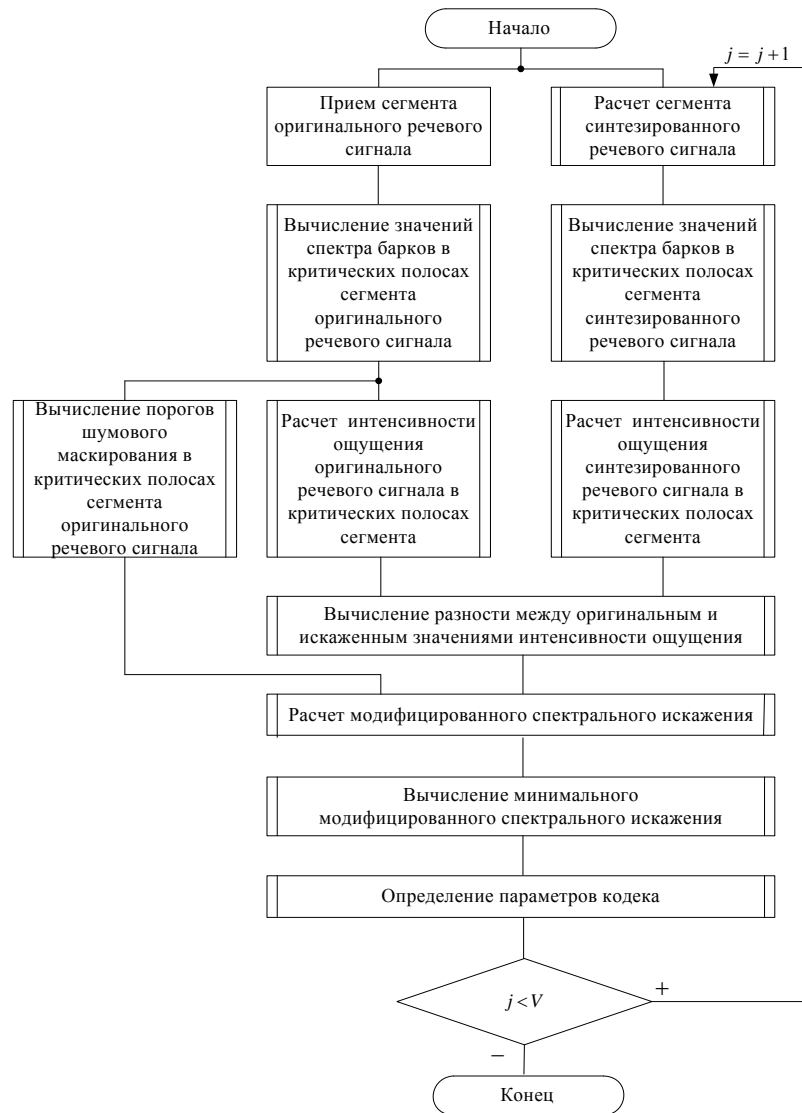 Начало
j = j+1
Прием сегмента
оригинального речевого
сигнала
Расчет сегмента
синтезированного
речевого сигнала
Вычисление значений
спектра барков в
критических полосах
сегмента
оригинального
речевого сигнала
Вычисление значений
спектра барков в
критических полосах
сегмента
синтезированного
речевого сигнала
Вычисление порогов
шумового
маскирования в
критических полосах
сегмента
оригинального
речевого сигнала
Расчет интенсивности
ощущения
оригинального
речевого сигнала в
критических полосах
сегмента
Расчет интенсивности
ощущения
синтезированного
речевого сигнала в
критических полосах
сегмента
Вычисление разности между оригинальным и
искаженным значениями интенсивности ощущения
Расчет модифицированного спектрального искажения
Вычисление минимального
модифицированного спектрального искажения
Определение параметров кодека
j < V
+
−
Конец